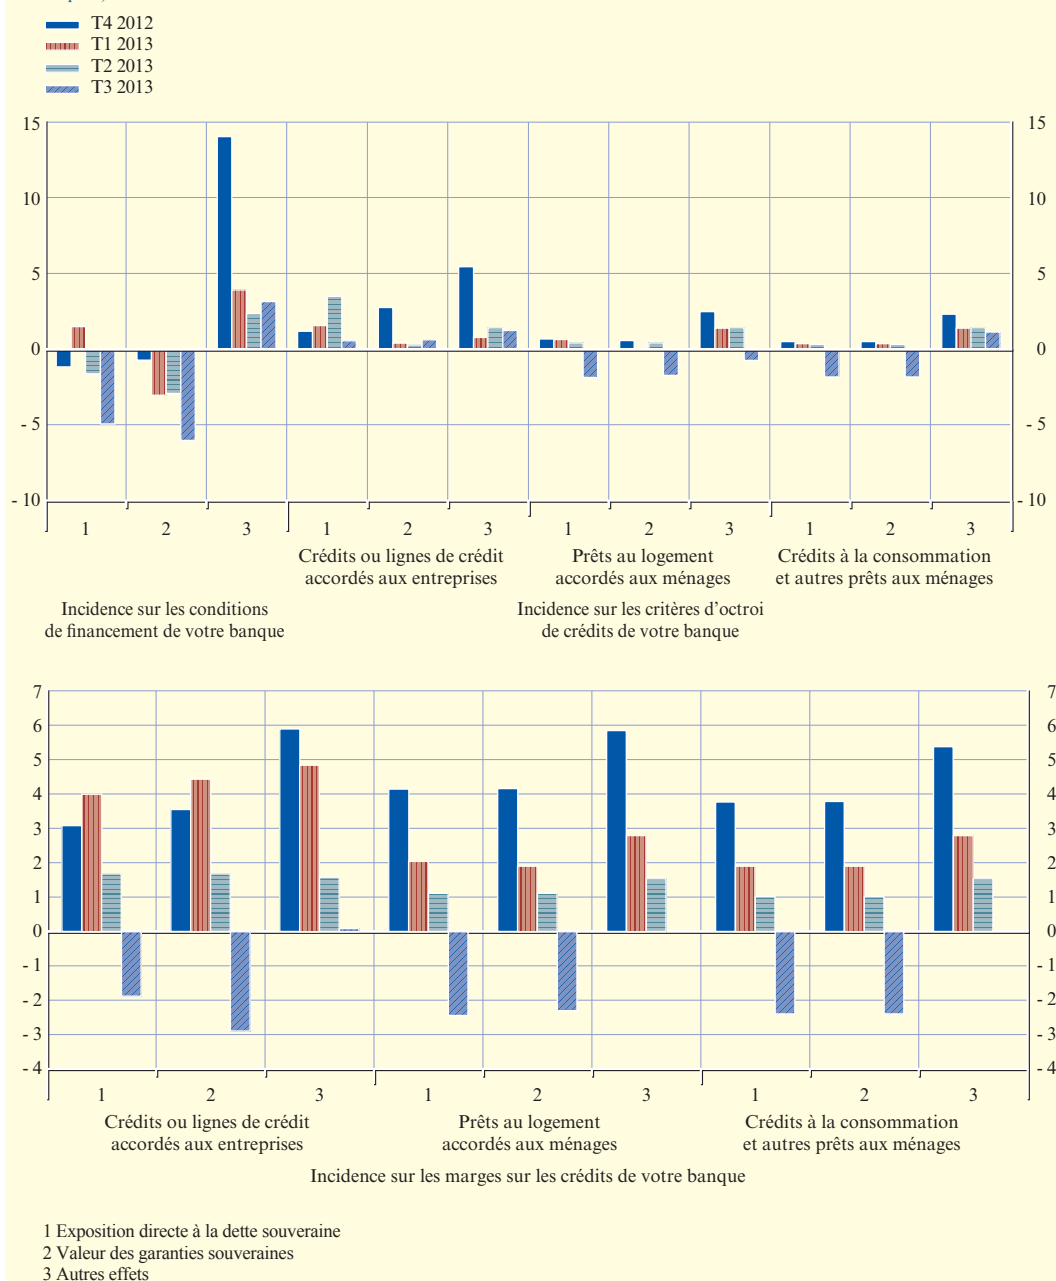 T4 2012
T1 2013
T2 2013
T3 2013
15 15
10 10
5 5
0 0
- 5 - 5
- 10 - 10
1 2 3 1 2 3 1 2 3 1 2 3
Crédits ou lignes de crédit
accordés aux entreprises
Prêts au logement
accordés aux ménages
Crédits à la consommation
et autres prêts aux ménages
Incidence sur les conditions
de financement de votre banque
Incidence sur les critères d'octroi
de crédits de votre banque
7 7
6 6
5 5
4 4
3 3
2 2
1 1
0 0
- 1 - 1
- 2 - 2
- 3 - 3
- 4 - 4
1 2 3 1 2 3 1 2 3
Crédits ou lignes de crédit
accordés aux entreprises
Prêts au logement
accordés aux ménages
Crédits à la consommation
et autres prêts aux ménages
Incidence sur les marges sur les crédits de votre banque
1 Exposition directe à la dette souveraine
2 Valeur des garanties souveraines
3 Autres effets